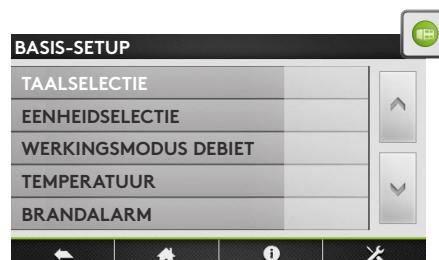 BASIS-SETUP
TAALSELECTIE
EENHEIDSELECTIE
WERKINGSMODUS DEBIET
TEMPERATUUR
BRANDALARM